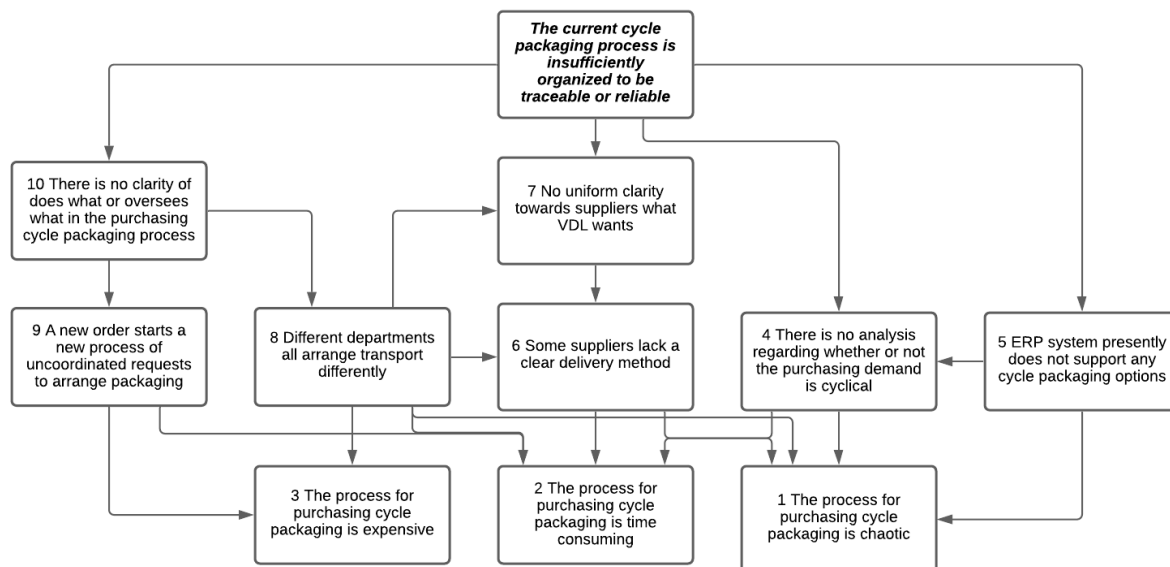 The current cycle
packaging process is
insufficiently
organized to be
traceable or reliable
10 There is no clarity of
does what or oversees
what in the purchasing
cycle packaging process
7 No uniform clarity
towards suppliers what
VDL wants
9 A new order starts a
new process of
uncoordinated requests
to arrange packaging
8 Different departments
all arrange transport
differently
6 Some suppliers lack a
clear delivery method
4 There is no analysis
regarding whether or not
the purchasing demand
is cyclical
5 ERP system presently
does not support any
cycle packaging options
3 The process for
purchasing cycle
packaging is expensive
2 The process for
purchasing cycle
packaging is time
consuming
1 The process for
purchasing cycle
packaging is chaotic